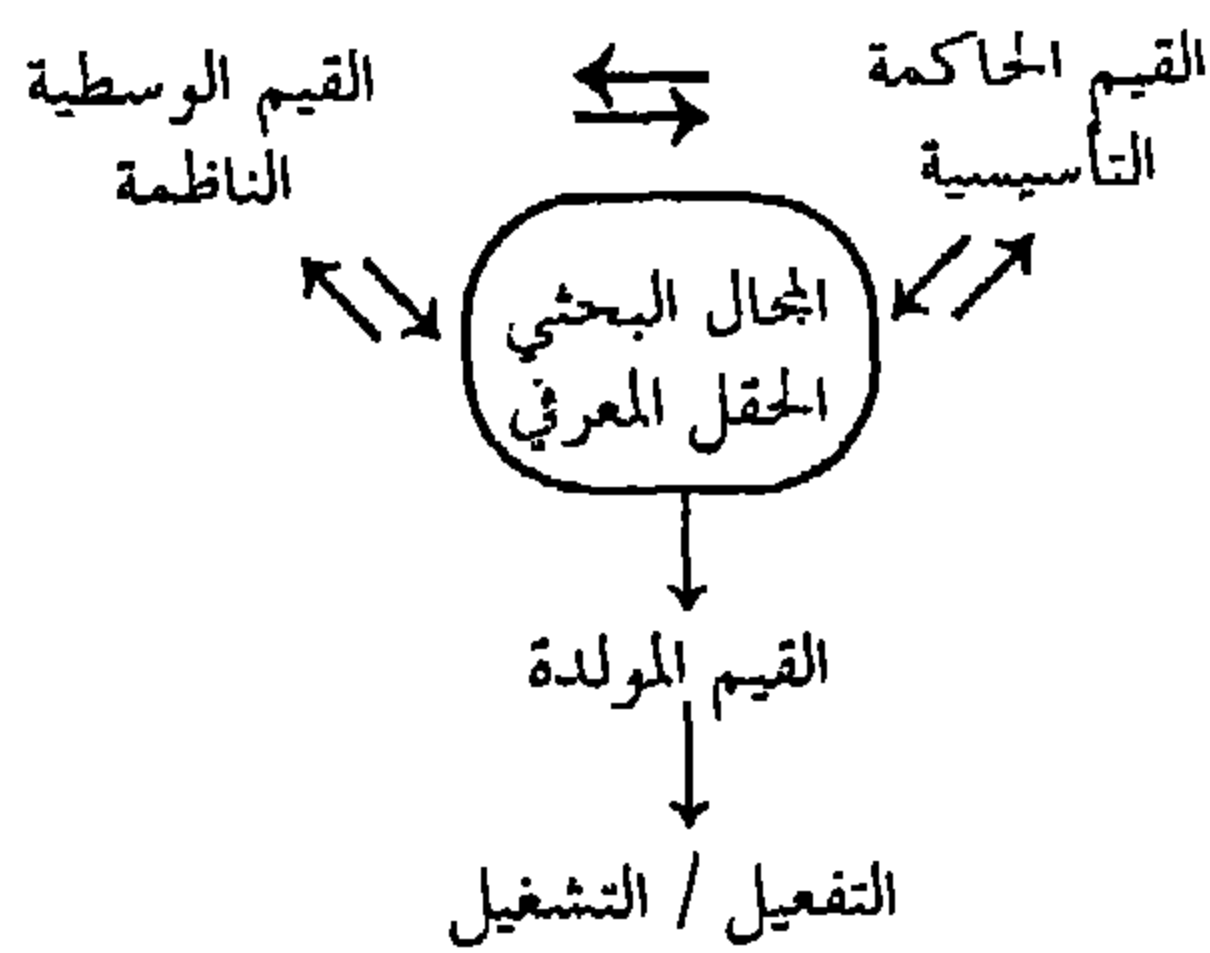 القيم الحاكمة
التأسيسية
القيم الوسطية
الناظمة
المجال البحثي
الحقل المعرفي
القيم المولدة
التفعيل / التشغيل